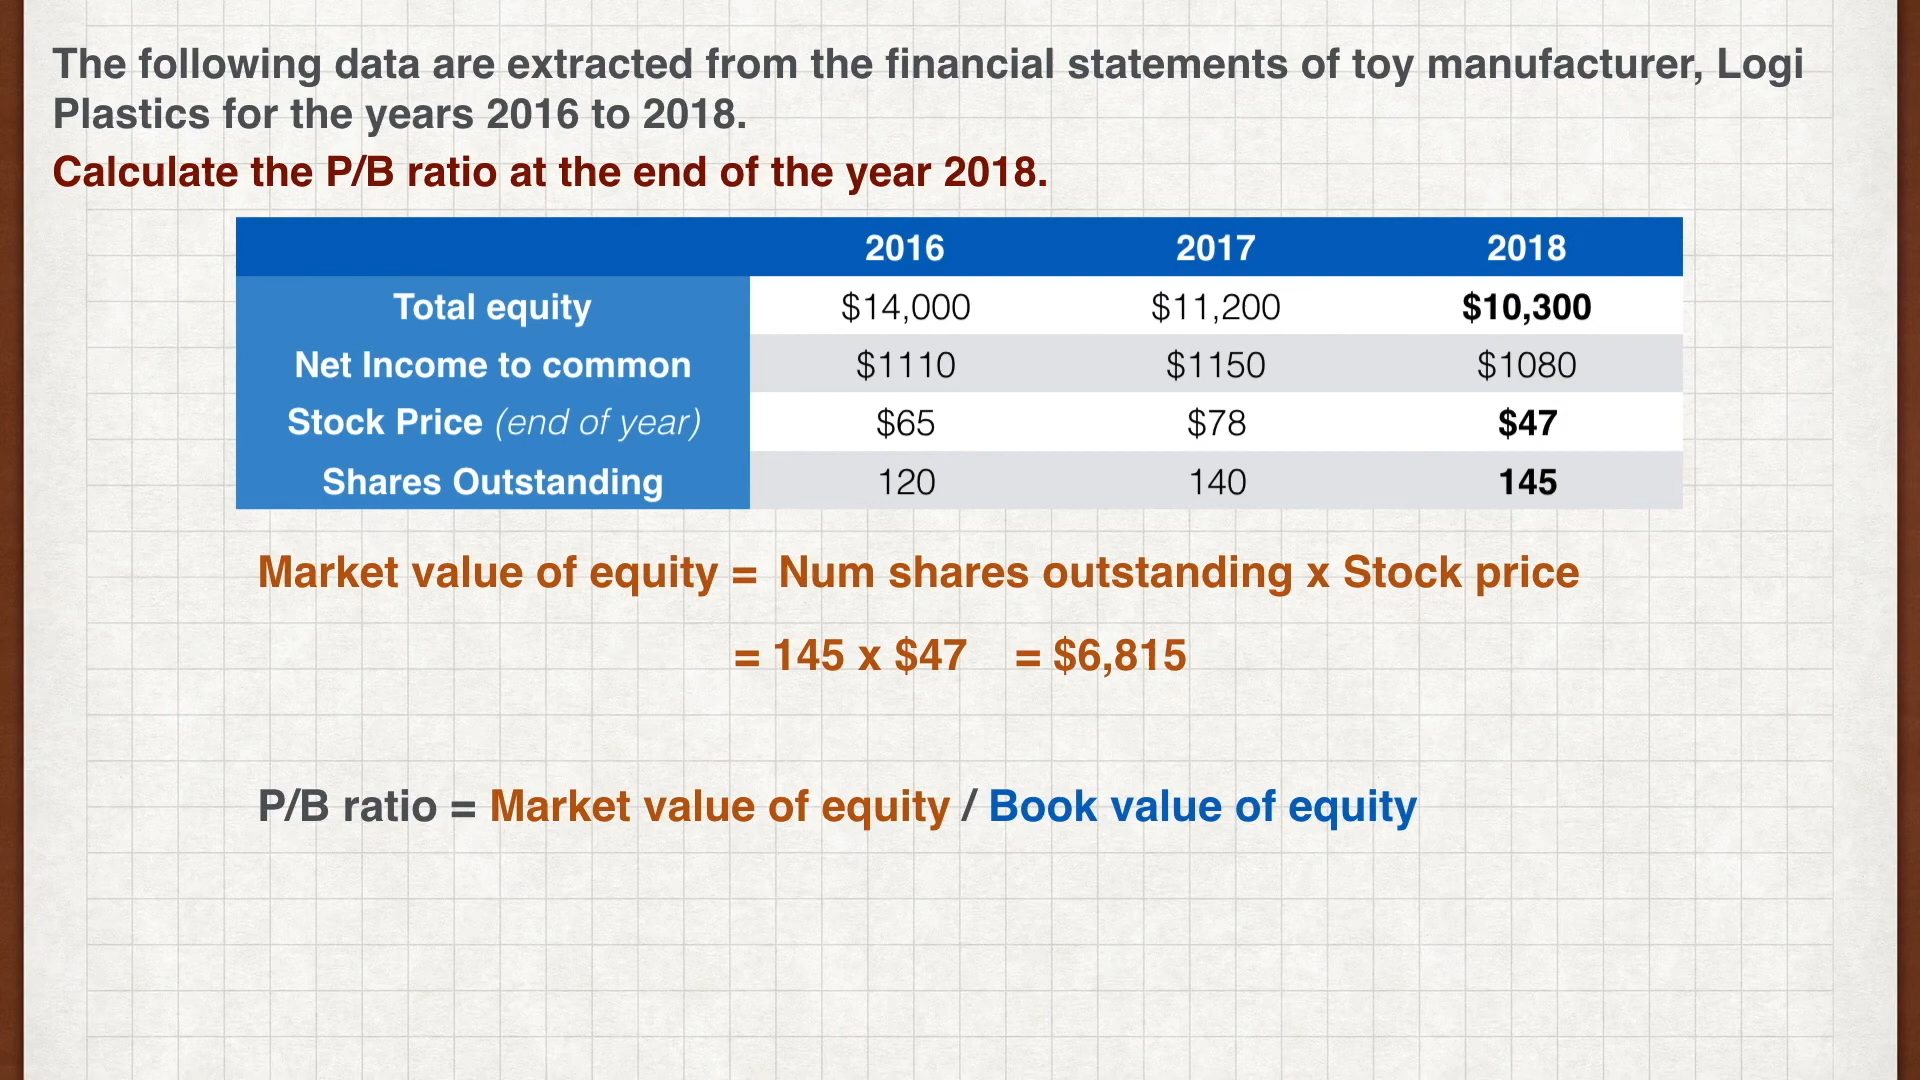 The following data are extracted from the financial statements of toy manufacturer, Logi
Plastics for the years 2016 to 2018.
Calculate the P/B ratio at the end of the year 2018.
2016 2017 2018
Total equity $14,000 $11,200 $10,300
Net Income to common $1110 $1150 $1080
Stock Price (end of year) $65 $78 $47
Shares Outstanding 120 140 145
Market value of equity = Num shares outstanding x Stock price
= 145 x $47 = $6,815
P/B ratio = Market value of equity / Book value of equity